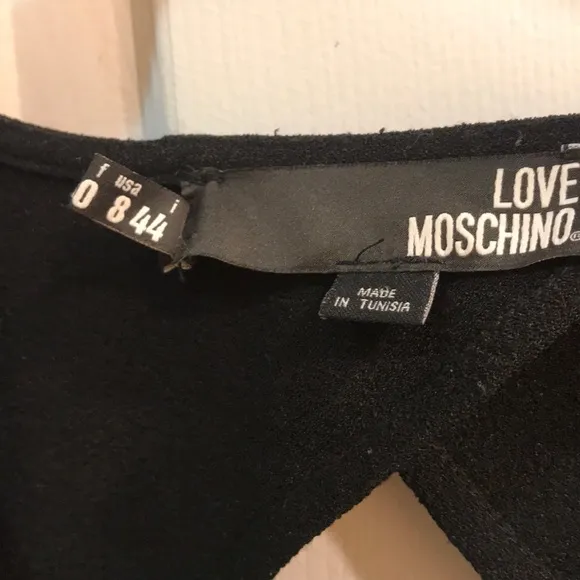 f usa i
0 8 44
LOVE
MOSCHINO®
MADE
IN TUNISIA